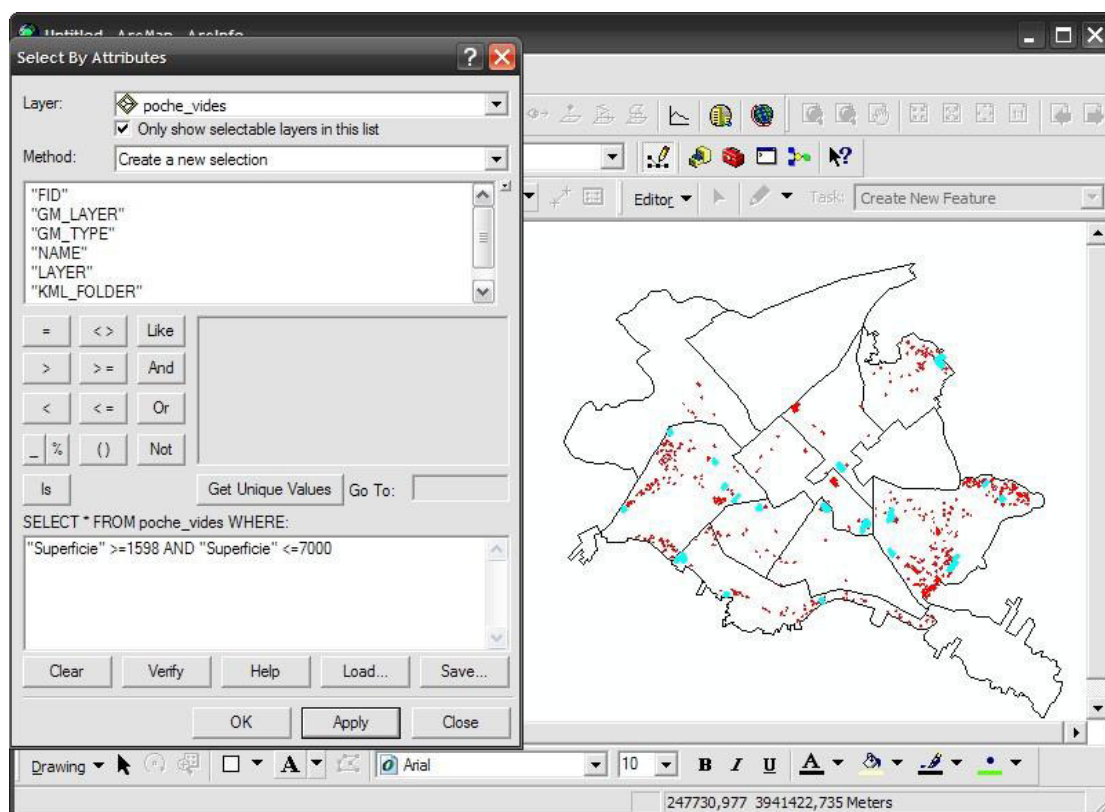 Untitled - ArcMap - ArcInfo
Select By Attributes
Layer:
poche_vides
Only show selectable layers in this list
Method:
Create a new selection
"FID"
"GM_LAYER"
"GM_TYPE"
"NAME"
"LAYER"
"KML_FOLDER"
= < > Like
> > = And
< < = Or
_ % ( ) Not
Is
Get Unique Values
Go To:
SELECT * FROM poche_vides WHERE:
"Superficie" >=1598 AND "Superficie" <=7000
Clear
Verify
Help
Load...
Save...
OK
Apply
Close
Editor
Task:
Create New Feature
1:1
Drawing
A
Arial
10
B I U A
247730,977 3941422,735 Meters